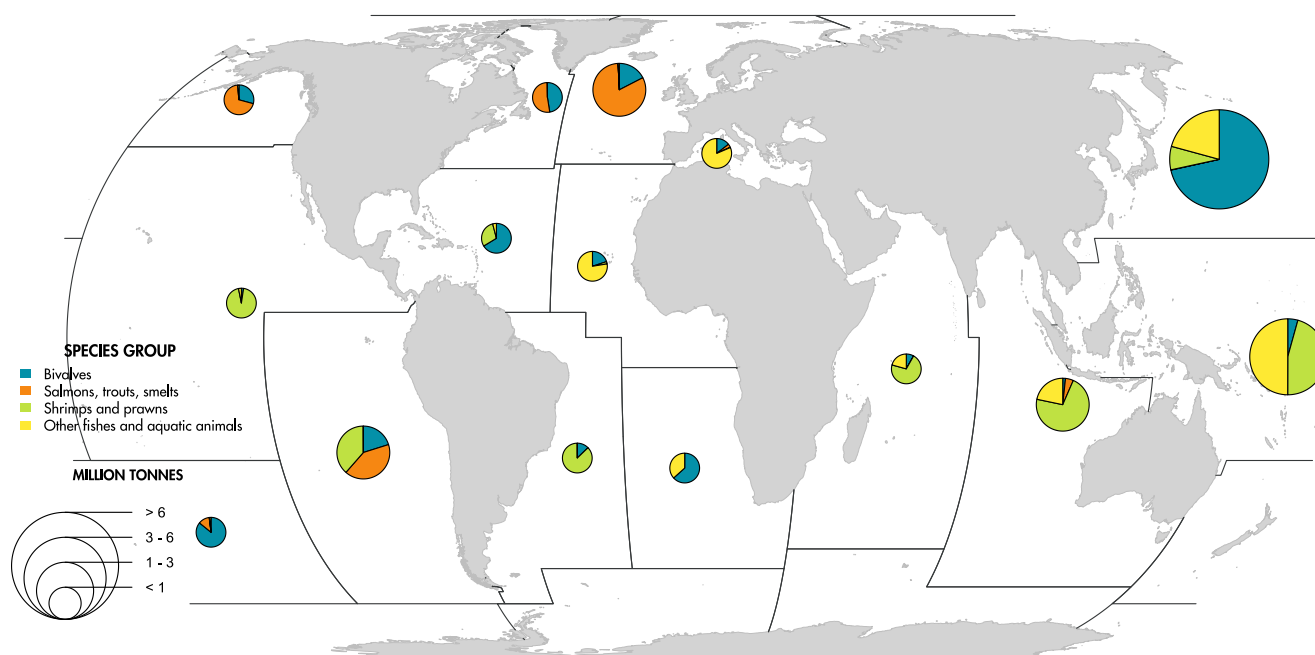 SPECIES GROUP
Bivalves
Salmons, trouts, smelts
Shrimps and prawns
Other fishes and aquatic animals
MILLION TONNES
> 6
3 - 6
1 - 3
< 1